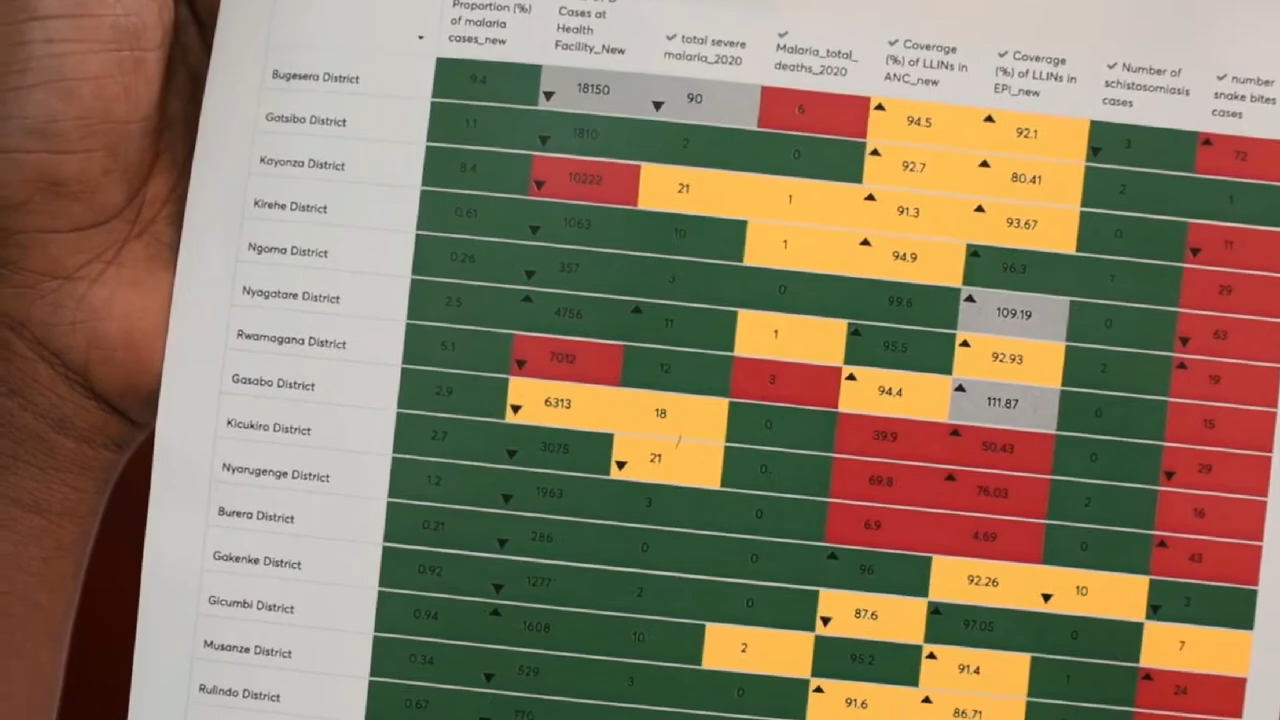 Proportion (%)
of malaria
cases_new
Cases at
Health
Facility_New
✓ total severe
malaria_2020
✓
Malaria_total_
deaths_2020
✓ Coverage
(%) of LLINs in
ANC_new
✓ Coverage
(%) of LLINs in
EPI_new
✓ Number of
schistosomiasis
cases
✓ number
snake bites
cases
Bugesera District 9.4 ▼ 18150 ▼ 90 6 ▲ 94.5 ▲ 92.1 ▼ 3 ▲ 72
Gatsibo District 1.1 ▼ 1810 2 0 ▲ 92.7 ▲ 80.41 2 1
Kayonza District 8.4 ▼ 10222 21 1 ▲ 91.3 ▲ 93.67 0 ▼ 11
Kirehe District 0.61 ▼ 1063 10 1 ▲ 94.9 ▲ 96.3 1 29
Ngoma District 0.26 ▼ 357 3 0 99.6 ▲ 109.19 0 ▼ 63
Nyagatare District 2.5 ▲ 4756 ▲ 11 1 ▲ 95.5 ▲ 92.93 2 ▲ 19
Rwamagana District 5.1 ▼ 7012 12 3 ▲ 94.4 ▲ 111.87 0 15
Gasabo District 2.9 ▼ 6313 18 0 39.9 ▲ 50.43 0 ▼ 29
Kicukiro District 2.7 ▼ 3075 ▼ 21 0 69.8 ▲ 76.03 2 16
Nyarugenge District 1.2 ▼ 1963 3 0 6.9 4.69 0 ▲ 43
Burera District 0.21 ▼ 286 0 0 ▲ 96 92.26 ▼ 10 ▼ 3
Gakenke District 0.92 ▼ 1277 2 0 ▼ 87.6 ▲ 97.05 0 7
Gicumbi District 0.94 ▲ 1608 10 2 95.2 ▲ 91.4 1 ▲ 24
Musanze District 0.34 ▼ 529 3 0 ▲ 91.6 ▲ 86.71
Rulindo District 0.67